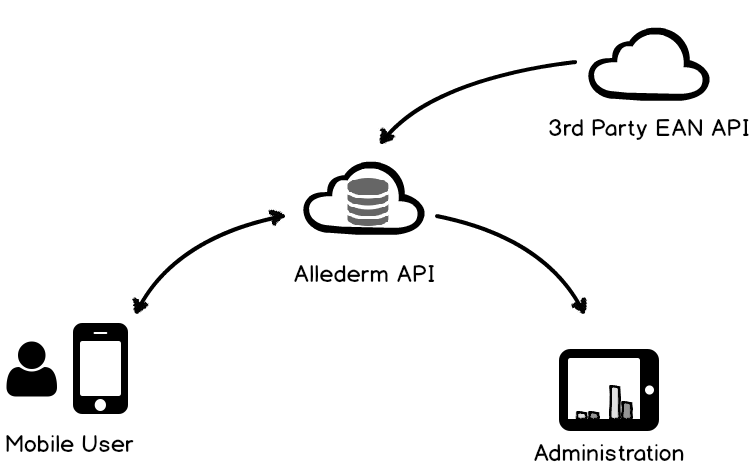 3rd Party EAN API
Allederm API
Mobile User
Administration